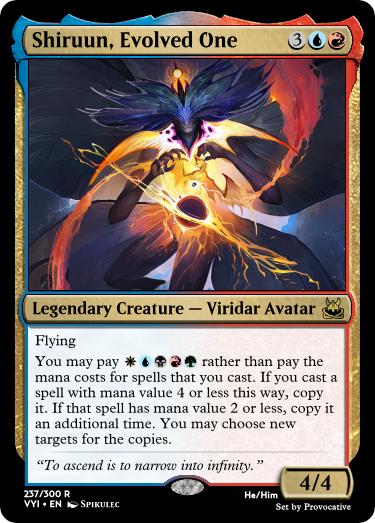 Shiruun, Evolved One 3
Legendary Creature — Viridar Avatar
Flying
You may pay rather than pay the
mana costs for spells that you cast. If you cast a
spell with mana value 4 or less this way, copy
it. If that spell has mana value 2 or less, copy it
an additional time. You may choose new
targets for the copies.
“To ascend is to narrow into infinity.”
4/4
237/300 R
VYI • EN Spikulec
He/Him
Set by Provocative